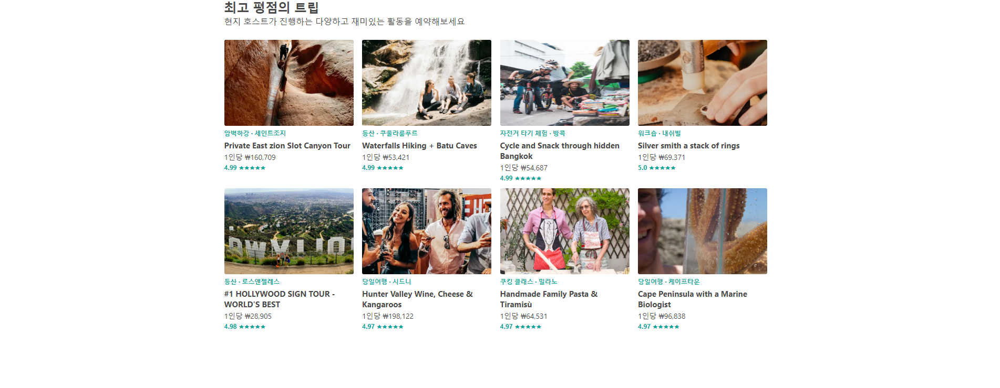 최고 평점의 트립
현지 호스트가 진행하는 다양하고 재미있는 활동을 예약해보세요
암벽하강 · 세인트조지
Private East zion Slot Canyon Tour
1인당 ₩160,709
4.99 ★★★★★
등산 · 쿠울라룸푸르
Waterfalls Hiking + Batu Caves
1인당 ₩53,421
4.99 ★★★★★
자전거 타기 체험 · 방콕
Cycle and Snack through hidden
Bangkok
1인당 ₩54,687
4.99 ★★★★★
워크숍 · 내쉬빌
Silver smith a stack of rings
1인당 ₩69.371
5.0 ★★★★★
등산 · 로스앤젤레스
#1 HOLLYWOOD SIGN TOUR -
WORLD'S BEST
1인당 ₩28,905
4.98 ★★★★★
당일여행 · 시드니
Hunter Valley Wine, Cheese &
Kangaroos
1인당 ₩198,122
4.97 ★★★★★
쿠킹 클래스 · 밀라노
Handmade Family Pasta &
Tiramisù
1인당 ₩64,531
4.97 ★★★★★
당일여행 · 케이프타운
Cape Peninsula with a Marine
Biologist
1인당 ₩96,838
4.97 ★★★★★